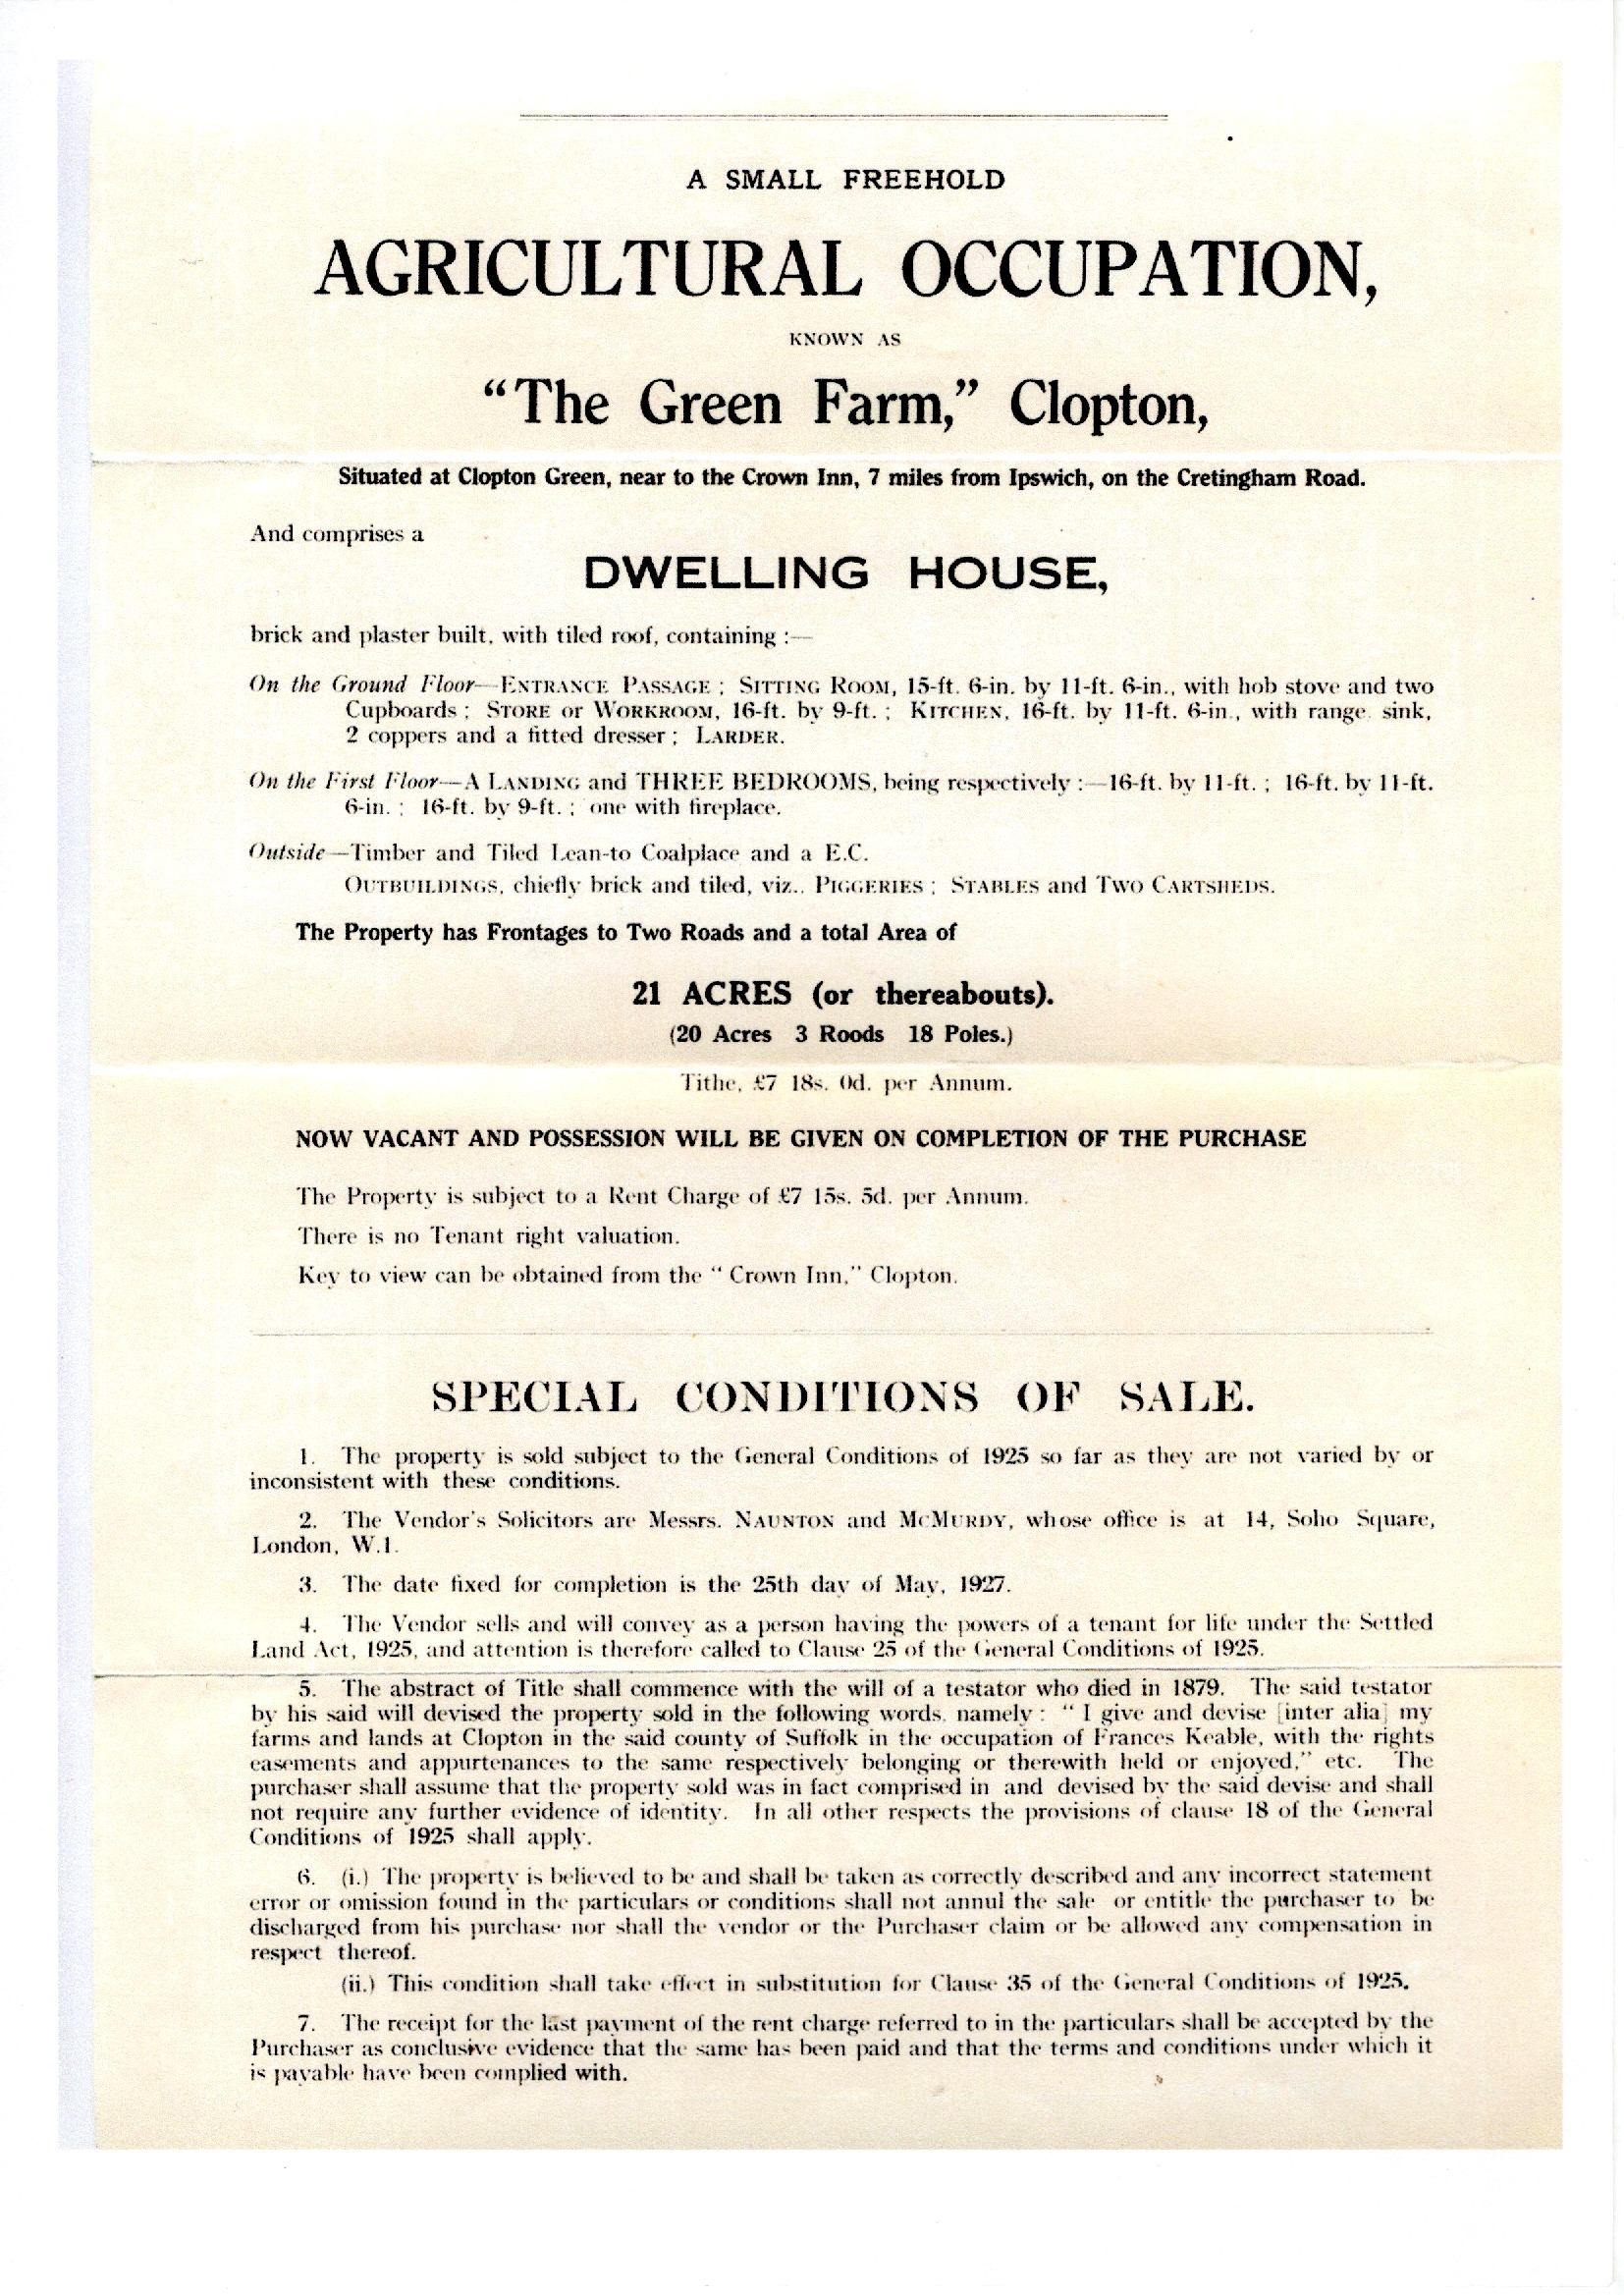 A SMALL FREEHOLD
AGRICULTURAL OCCUPATION,
KNOWN AS
“The Green Farm,” Clopton,
Situated at Clopton Green, near to the Crown Inn, 7 miles from Ipswich, on the Cretingham Road.
And comprises a
DWELLING HOUSE,
brick and plaster built, with tiled roof, containing :—
On the Ground Floor—ENTRANCE PASSAGE ; SITTING ROOM, 15-ft. 6-in. by 11-ft. 6-in., with hob stove and two
Cupboards ; STORE or WORKROOM, 16-ft. by 9-ft. ; KITCHEN, 16-ft. by 11-ft. 6-in., with range, sink,
2 coppers and a fitted dresser ; LARDER.
On the First Floor—A LANDING and THREE BEDROOMS, being respectively :—16-ft. by 11-ft. ; 16-ft. by 11-ft.
6-in. ; 16-ft. by 9-ft. ; one with fireplace.
Outside—Timber and Tiled Lean-to Coalplace and a E.C.
OUTBUILDINGS, chiefly brick and tiled, viz., PIGGERIES ; STABLES and TWO CARTSHEDS.
The Property has Frontages to Two Roads and a total Area of
21 ACRES (or thereabouts).
(20 Acres 3 Roods 18 Poles.)
Tithe, £7 18s. 0d. per Annum.
NOW VACANT AND POSSESSION WILL BE GIVEN ON COMPLETION OF THE PURCHASE
The Property is subject to a Rent Charge of £7 15s. 5d. per Annum.
There is no Tenant right valuation.
Key to view can be obtained from the “ Crown Inn,” Clopton.
SPECIAL CONDITIONS OF SALE.
1. The property is sold subject to the General Conditions of 1925 so far as they are not varied by or
inconsistent with these conditions.
2. The Vendor's Solicitors are Messrs. NAUNTON and McMURDY, whose office is at 14, Soho Square,
London, W.1.
3. The date fixed for completion is the 25th day of May, 1927.
4. The Vendor sells and will convey as a person having the powers of a tenant for life under the Settled
Land Act, 1925, and attention is therefore called to Clause 25 of the General Conditions of 1925.
5. The abstract of Title shall commence with the will of a testator who died in 1879. The said testator
by his said will devised the property sold in the following words, namely : “ I give and devise [inter alia] my
farms and lands at Clopton in the said county of Suffolk in the occupation of Frances Keable, with the rights
easements and appurtenances to the same respectively belonging or therewith held or enjoyed,” etc. The
purchaser shall assume that the property sold was in fact comprised in and devised by the said devise and shall
not require any further evidence of identity. In all other respects the provisions of clause 18 of the General
Conditions of 1925 shall apply.
6. (i.) The property is believed to be and shall be taken as correctly described and any incorrect statement
error or omission found in the particulars or conditions shall not annul the sale or entitle the purchaser to be
discharged from his purchase nor shall the vendor or the Purchaser claim or be allowed any compensation in
respect thereof.
(ii.) This condition shall take effect in substitution for Clause 35 of the General Conditions of 1925.
7. The receipt for the last payment of the rent charge referred to in the particulars shall be accepted by the
Purchaser as conclusive evidence that the same has been paid and that the terms and conditions under which it
is payable have been complied with.